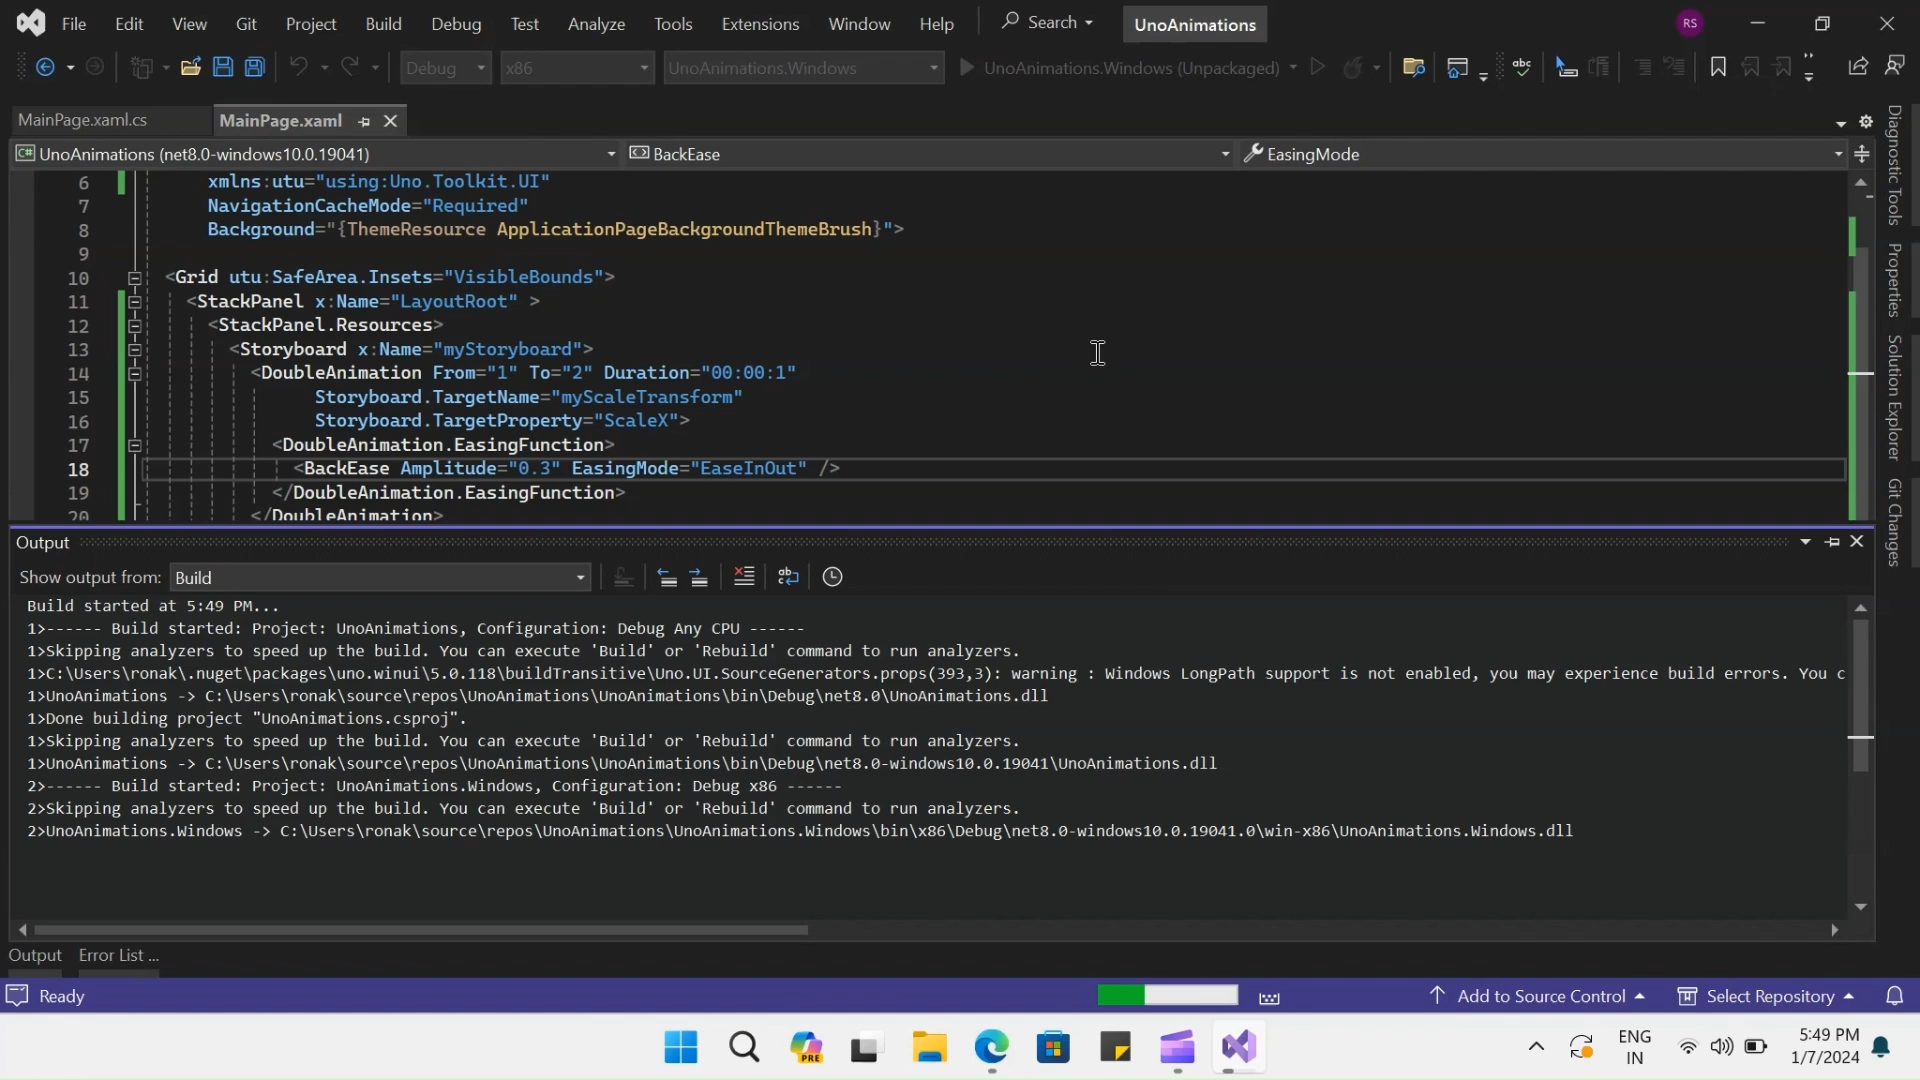 File Edit View Git Project Build Debug Test Analyze Tools Extensions Window Help Search UnoAnimations RS
Debug x86 UnoAnimations.Windows UnoAnimations.Windows (Unpackaged)
MainPage.xaml.cs MainPage.xaml
UnoAnimations (net8.0-windows10.0.19041) BackEase EasingMode
6 xmlns:utu="using:Uno.Toolkit.UI"
7 NavigationCacheMode="Required"
8 Background="{ThemeResource ApplicationPageBackgroundThemeBrush}">
9
10 <Grid utu:SafeArea.Insets="VisibleBounds">
11 <StackPanel x:Name="LayoutRoot" >
12 <StackPanel.Resources>
13 <Storyboard x:Name="myStoryboard">
14 <DoubleAnimation From="1" To="2" Duration="00:00:1"
15 Storyboard.TargetName="myScaleTransform"
16 Storyboard.TargetProperty="ScaleX">
17 <DoubleAnimation.EasingFunction>
18 <BackEase Amplitude="0.3" EasingMode="EaseInOut" />
19 </DoubleAnimation.EasingFunction>
20 </DoubleAnimation>
Diagnostic Tools
Properties
Solution Explorer
Git Changes
Output
Show output from: Build
Build started at 5:49 PM...
1>------ Build started: Project: UnoAnimations, Configuration: Debug Any CPU ------
1>Skipping analyzers to speed up the build. You can execute 'Build' or 'Rebuild' command to run analyzers.
1>C:\Users\ronak\.nuget\packages\uno.winui\5.0.118\buildTransitive\Uno.UI.SourceGenerators.props(393,3): warning : Windows LongPath support is not enabled, you may experience build errors. You c
1>UnoAnimations -> C:\Users\ronak\source\repos\UnoAnimations\UnoAnimations\bin\Debug\net8.0\UnoAnimations.dll
1>Done building project "UnoAnimations.csproj".
1>Skipping analyzers to speed up the build. You can execute 'Build' or 'Rebuild' command to run analyzers.
1>UnoAnimations -> C:\Users\ronak\source\repos\UnoAnimations\UnoAnimations\bin\Debug\net8.0-windows10.0.19041\UnoAnimations.dll
2>------ Build started: Project: UnoAnimations.Windows, Configuration: Debug x86 ------
2>Skipping analyzers to speed up the build. You can execute 'Build' or 'Rebuild' command to run analyzers.
2>UnoAnimations.Windows -> C:\Users\ronak\source\repos\UnoAnimations\UnoAnimations.Windows\bin\x86\Debug\net8.0-windows10.0.19041.0\win-x86\UnoAnimations.Windows.dll
Output Error List ...
Ready Add to Source Control Select Repository
PRE
ENG
IN
5:49 PM
1/7/2024